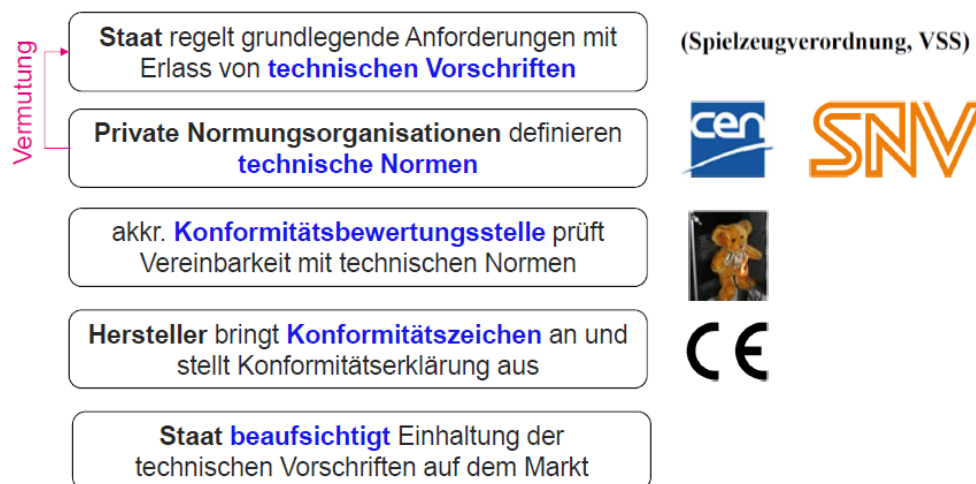 Vermutung
Staat regelt grundlegende Anforderungen mit
Erlass von technischen Vorschriften
(Spielzeugverordnung, VSS)
Private Normungsorganisationen definieren
technische Normen
cen
SNV
akkr. Konformitätsbewertungsstelle prüft
Vereinbarkeit mit technischen Normen
Hersteller bringt Konformitätszeichen an und
stellt Konformitätserklärung aus
CE
Staat beaufsichtigt Einhaltung der
technischen Vorschriften auf dem Markt